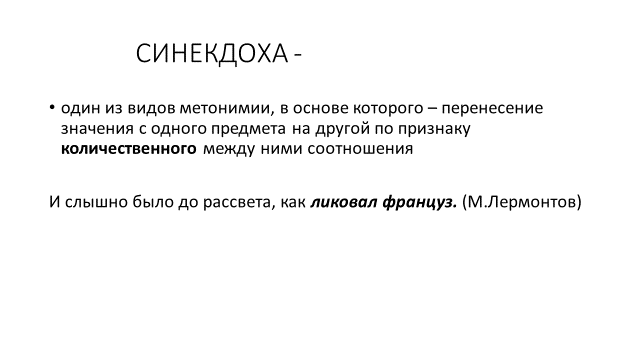 СИНЕКДОХА -
• один из видов метонимии, в основе которого – перенесение
значения с одного предмета на другой по признаку
количественного между ними соотношения
И слышно было до рассвета, как ликовал француз. (М.Лермонтов)